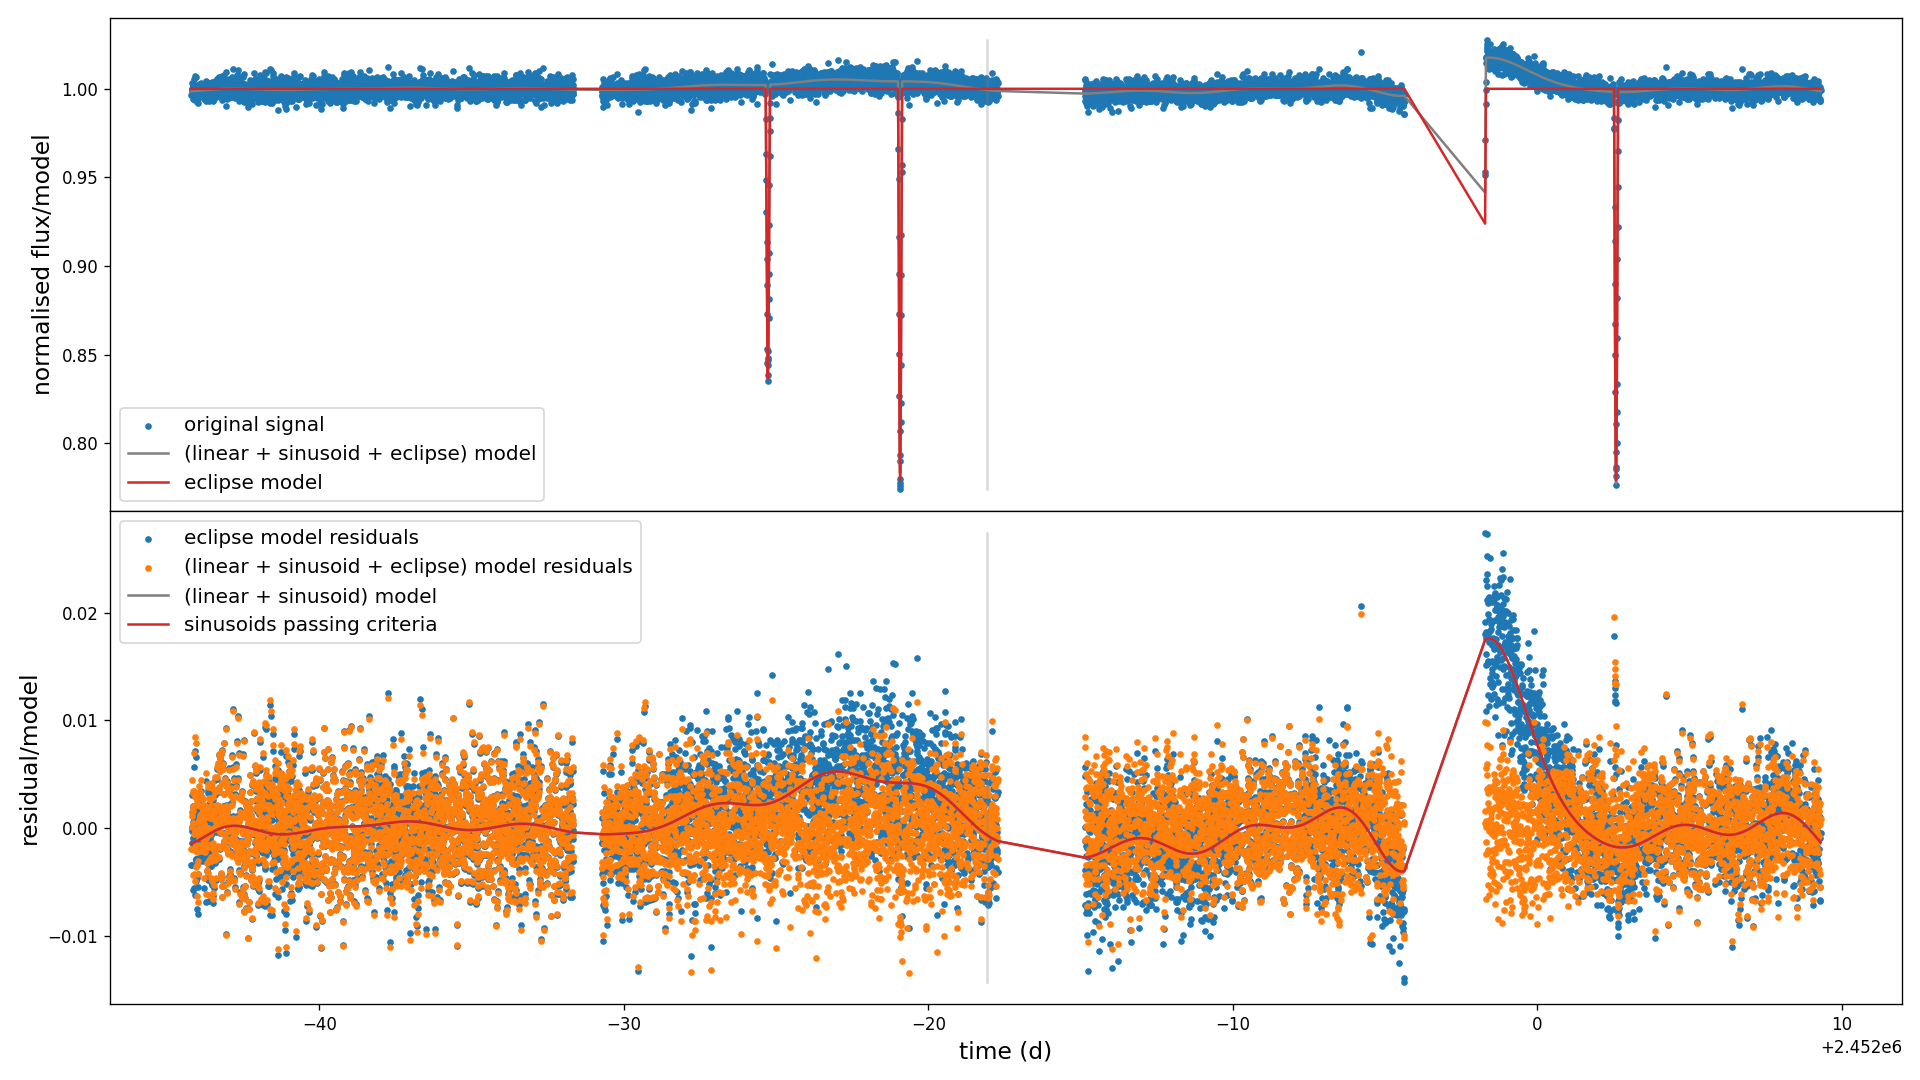 normalised flux/model
1.00
0.95
0.90
0.85
0.80
original signal
(linear + sinusoid + eclipse) model
eclipse model
residual/model
0.02
0.01
0.00
−0.01
eclipse model residuals
(linear + sinusoid + eclipse) model residuals
(linear + sinusoid) model
sinusoids passing criteria
−40 −30 −20 −10 0 10
time (d)
+2.452e6